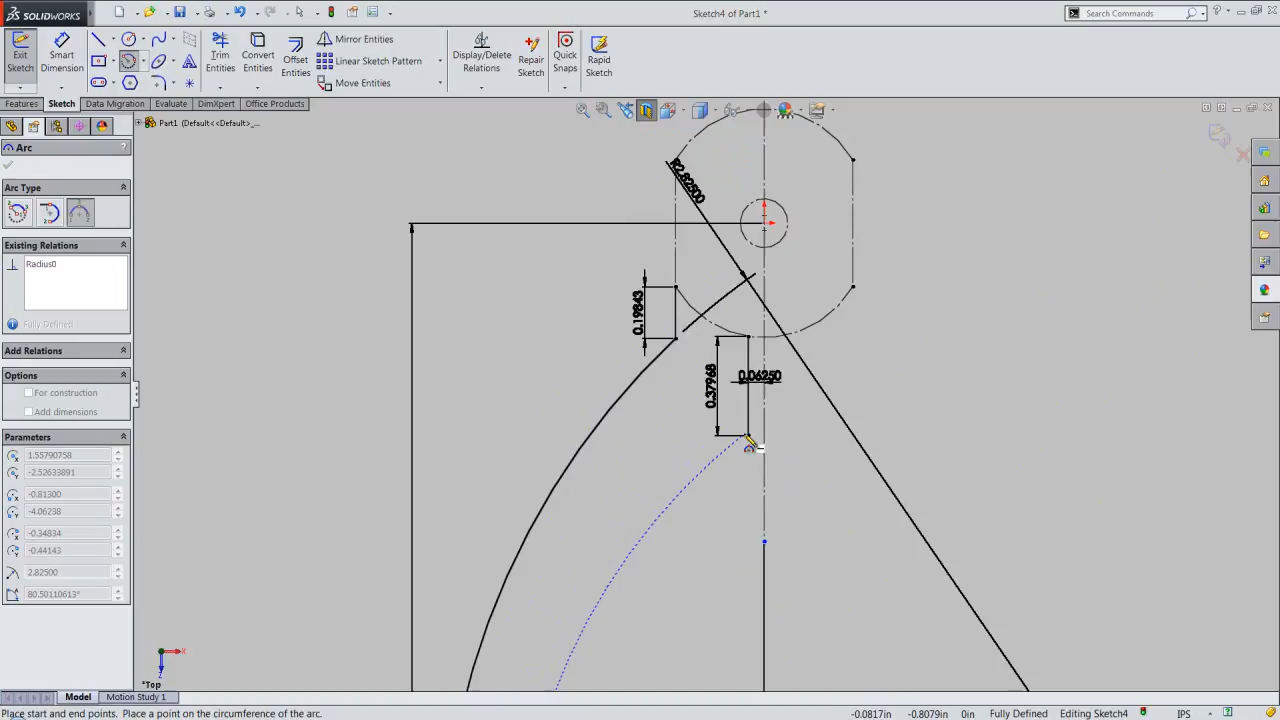 SOLIDWORKS
Sketch4 of Part1 *
Search Commands
Exit Sketch
Smart Dimension
Trim Entities
Convert Entities
Offset Entities
Mirror Entities
Linear Sketch Pattern
Move Entities
Display/Delete Relations
Repair Sketch
Quick Snaps
Rapid Sketch
Features
Sketch
Data Migration
Evaluate
DimXpert
Office Products
Part1 (Default<<Default>_...
Arc
?
Arc Type
Existing Relations
Radius0
Fully Defined
Add Relations
Options
For construction
Add dimensions
Parameters
1.55790758
-2.52633891
-0.81300
-4.06238
-0.34834
-0.44143
2.82500
80.50110613°
R2.82500
0.19843
0.37968
0.06250
X
Z
*Top
Model
Motion Study 1
Place start and end points. Place a point on the circumference of the arc.
-0.0817in
-0.8079in
0in
Fully Defined
Editing Sketch4
IPS